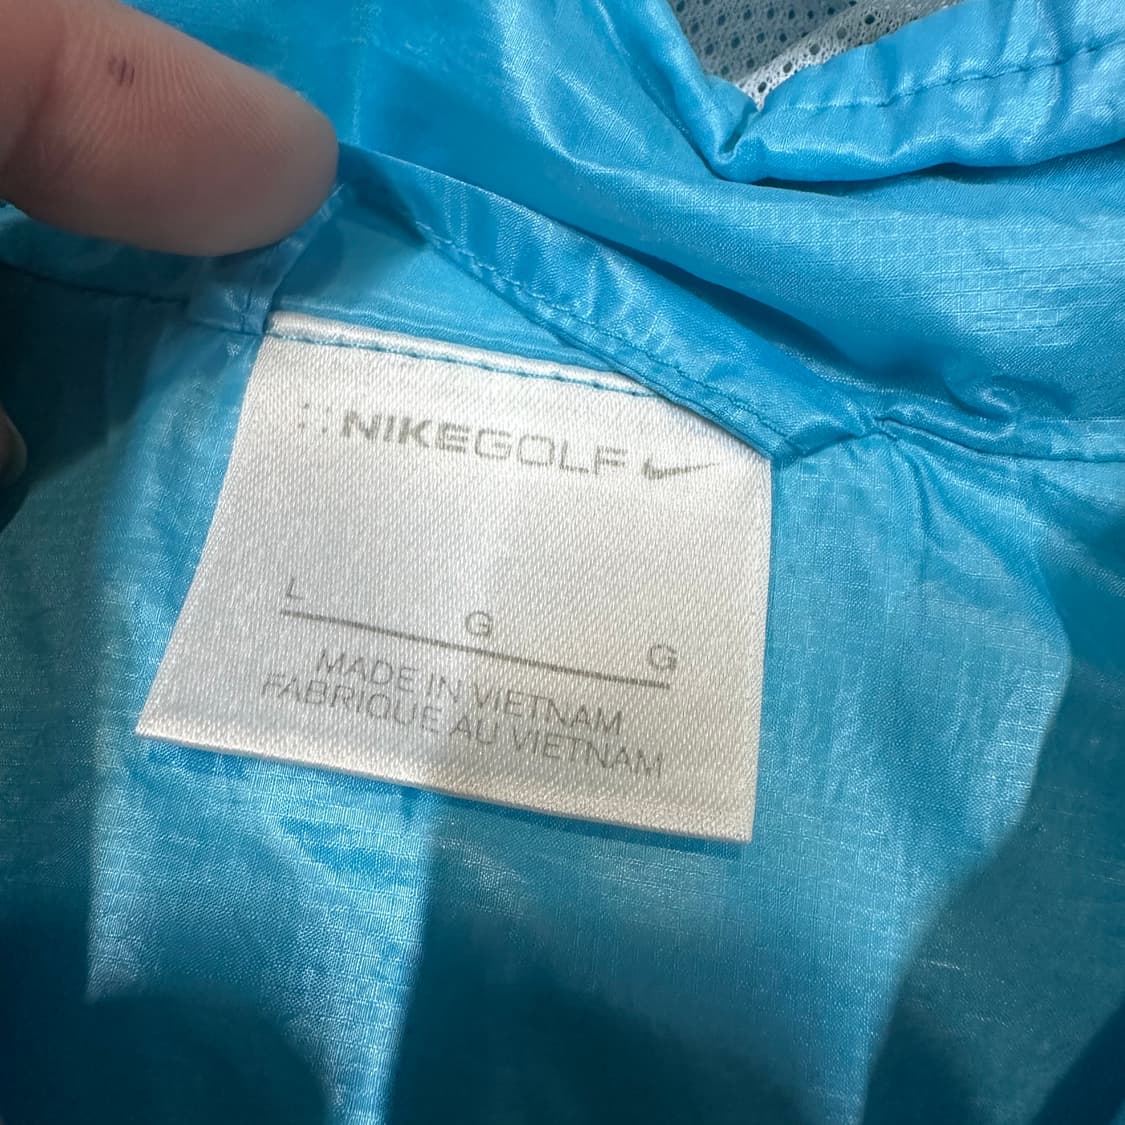 NIKEGOLF
L G G
MADE IN VIETNAM
FABRIQUE AU VIETNAM